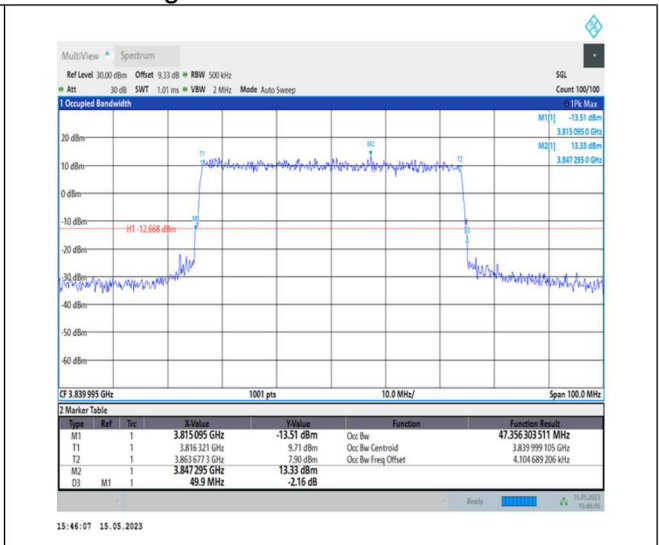 MultiView Spectrum
Ref Level 30.00 dBm Offset 9.33 dB RBW 500 kHz SGL
Att 30 dB SWT 1.01 ms VBW 2 MHz Mode Auto Sweep Count 100/100
1 Occupied Bandwidth 1Pk Max
M1[1] -13.51 dBm
3.815 095 0 GHz
M2[1] 13.33 dBm
3.847 295 0 GHz
20 dBm
M2
T1
T2
10 dBm
0 dBm
-10 dBm
M1
H1 -12.668 dBm
D3
-30 dBm
-40 dBm
-50 dBm
-60 dBm
CF 3.839 995 GHz 1001 pts 10.0 MHz/ Span 100.0 MHz
2 Marker Table
Type Ref Trc X-Value Y-Value Function Function Result
M1 1 3.815 095 GHz -13.51 dBm Occ Bw 47.356 303 511 MHz
T1 1 3.816 321 GHz 9.71 dBm Occ Bw Centroid 3.839 999 105 GHz
T2 1 3.863 677 3 GHz 7.90 dBm Occ Bw Freq Offset 4.104 689 206 kHz
M2 1 3.847 295 GHz 13.33 dBm
D3 M1 1 49.9 MHz -2.16 dB
Ready 15.05.2023
15:46:06
15:46:07 15.05.2023